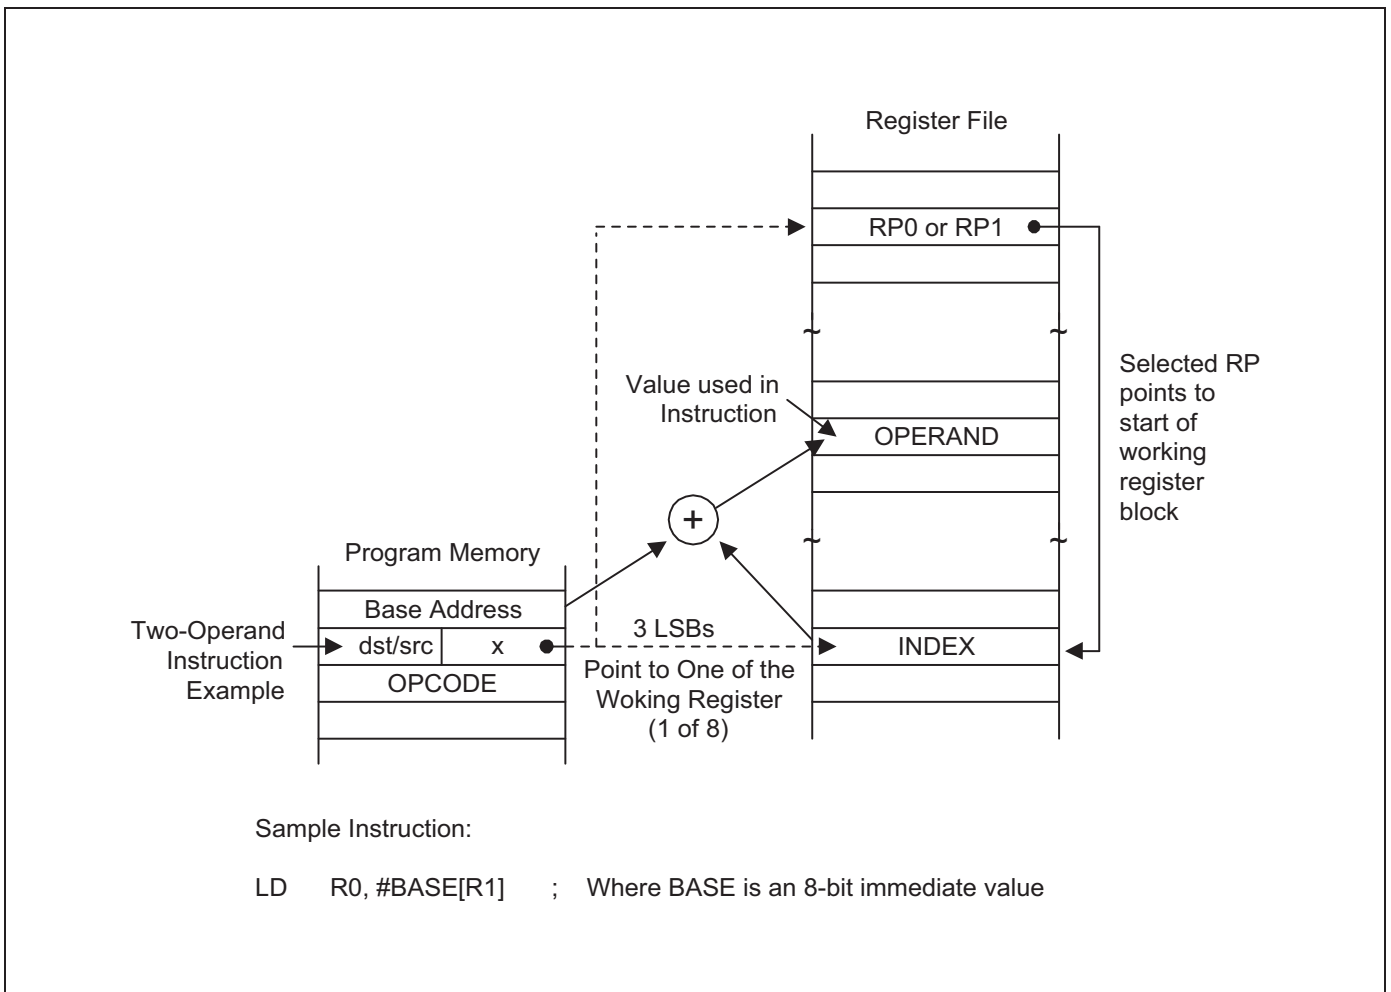 Register File
RP0 or RP1
Selected RP
points to
start of
working
register
block
Value used in
Instruction
OPERAND
+
Program Memory
Base Address
Two-Operand
Instruction
Example
dst/src
x
3 LSBs
INDEX
OPCODE
Point to One of the
Woking Register
(1 of 8)
Sample Instruction:
LD R0, #BASE[R1] ; Where BASE is an 8-bit immediate value